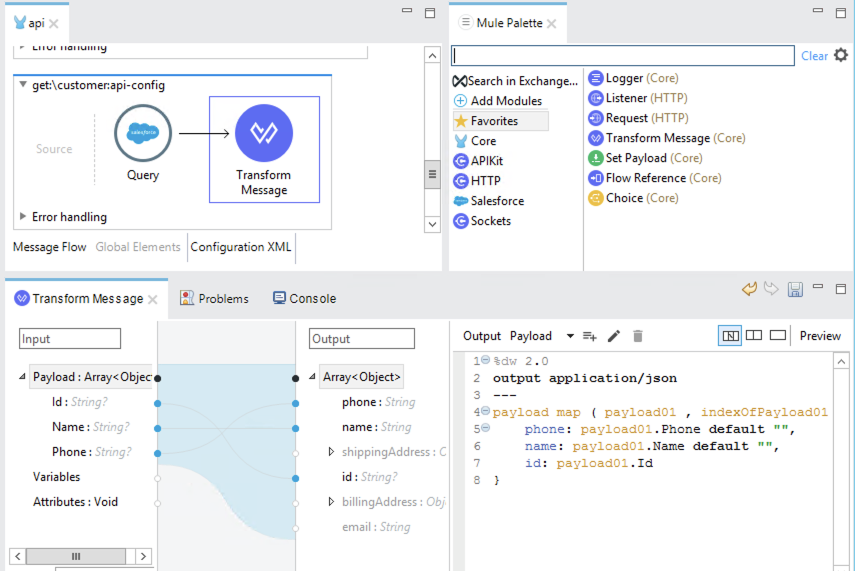 api
Error handling
get:\customer:api-config
Source
salesforce
Query
Transform
Message
Error handling
Message Flow Global Elements Configuration XML
Mule Palette
Clear
Search in Exchange...
Add Modules
Favorites
Core
APIKit
HTTP
Salesforce
Sockets
Logger (Core)
Listener (HTTP)
Request (HTTP)
Transform Message (Core)
Set Payload (Core)
Flow Reference (Core)
Choice (Core)
Transform Message Problems Console
Input
Payload : Array<Objec
Id : String?
Name : String?
Phone : String?
Variables
Attributes : Void
Output
Array<Object>
phone : String
name : String
shippingAddress : O
id : String?
billingAddress : Obj
email : String
Output Payload Preview
1 %dw 2.0
2 output application/json
3 ---
4 payload map ( payload01 , indexOfPayload01
5 phone: payload01.Phone default "",
6 name: payload01.Name default "",
7 id: payload01.Id
8 }